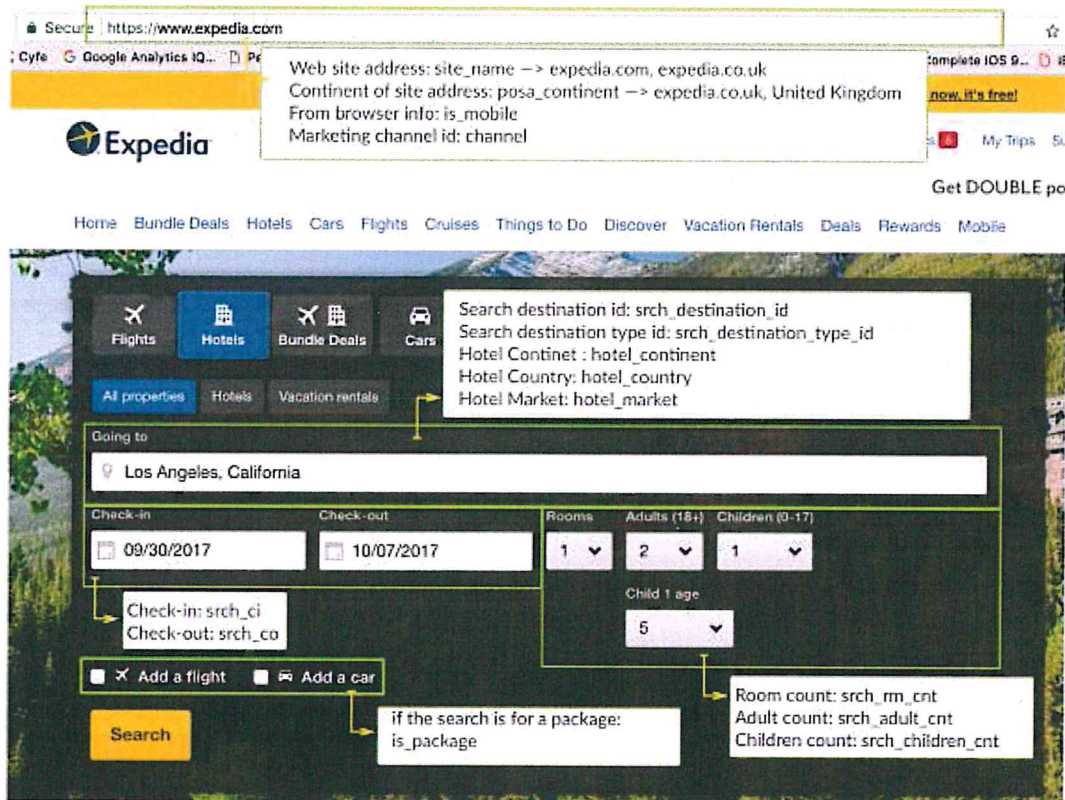 Secure https://www.expedia.com
Cyfe Google Analytics IQ... Complete IOS 9...
Web site address: site_name —> expedia.com, expedia.co.uk
Continent of site address: posa_continent —> expedia.co.uk, United Kingdom
From browser info: is_mobile
Marketing channel id: channel
now, it's free!
Expedia
My Trips
Get DOUBLE po
Home Bundle Deals Hotels Cars Flights Cruises Things to Do Discover Vacation Rentals Deals Rewards Mobile
Flights Hotels Bundle Deals Cars
Search destination id: srch_destination_id
Search destination type id: srch_destination_type_id
Hotel Continet : hotel_continent
Hotel Country: hotel_country
Hotel Market: hotel_market
All properties Hotels Vacation rentals
Going to
Los Angeles, California
Check-in Check-out Rooms Adults (18+) Children (0-17)
09/30/2017 10/07/2017 1 2 1
Child 1 age
5
Check-in: srch_ci
Check-out: srch_co
Add a flight Add a car
Room count: srch_rm_cnt
Adult count: srch_adult_cnt
Children count: srch_children_cnt
if the search is for a package:
is_package
Search